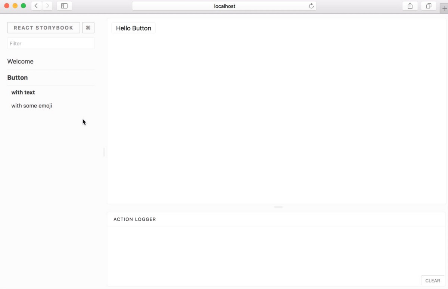 localhost
REACT STORYBOOK
⌘
Filter
Hello Button
Welcome
Button
with text
with some emoji
ACTION LOGGER
CLEAR